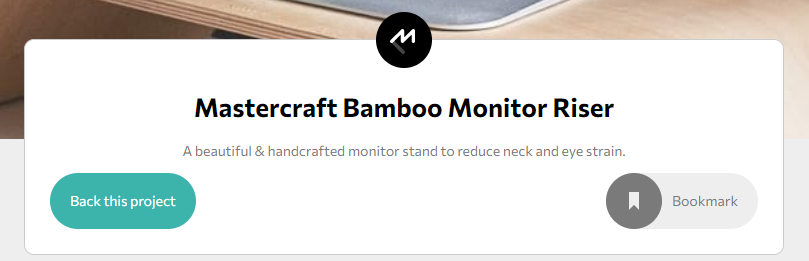 Mastercraft Bamboo Monitor Riser
A beautiful & handcrafted monitor stand to reduce neck and eye strain.
Back this project
Bookmark